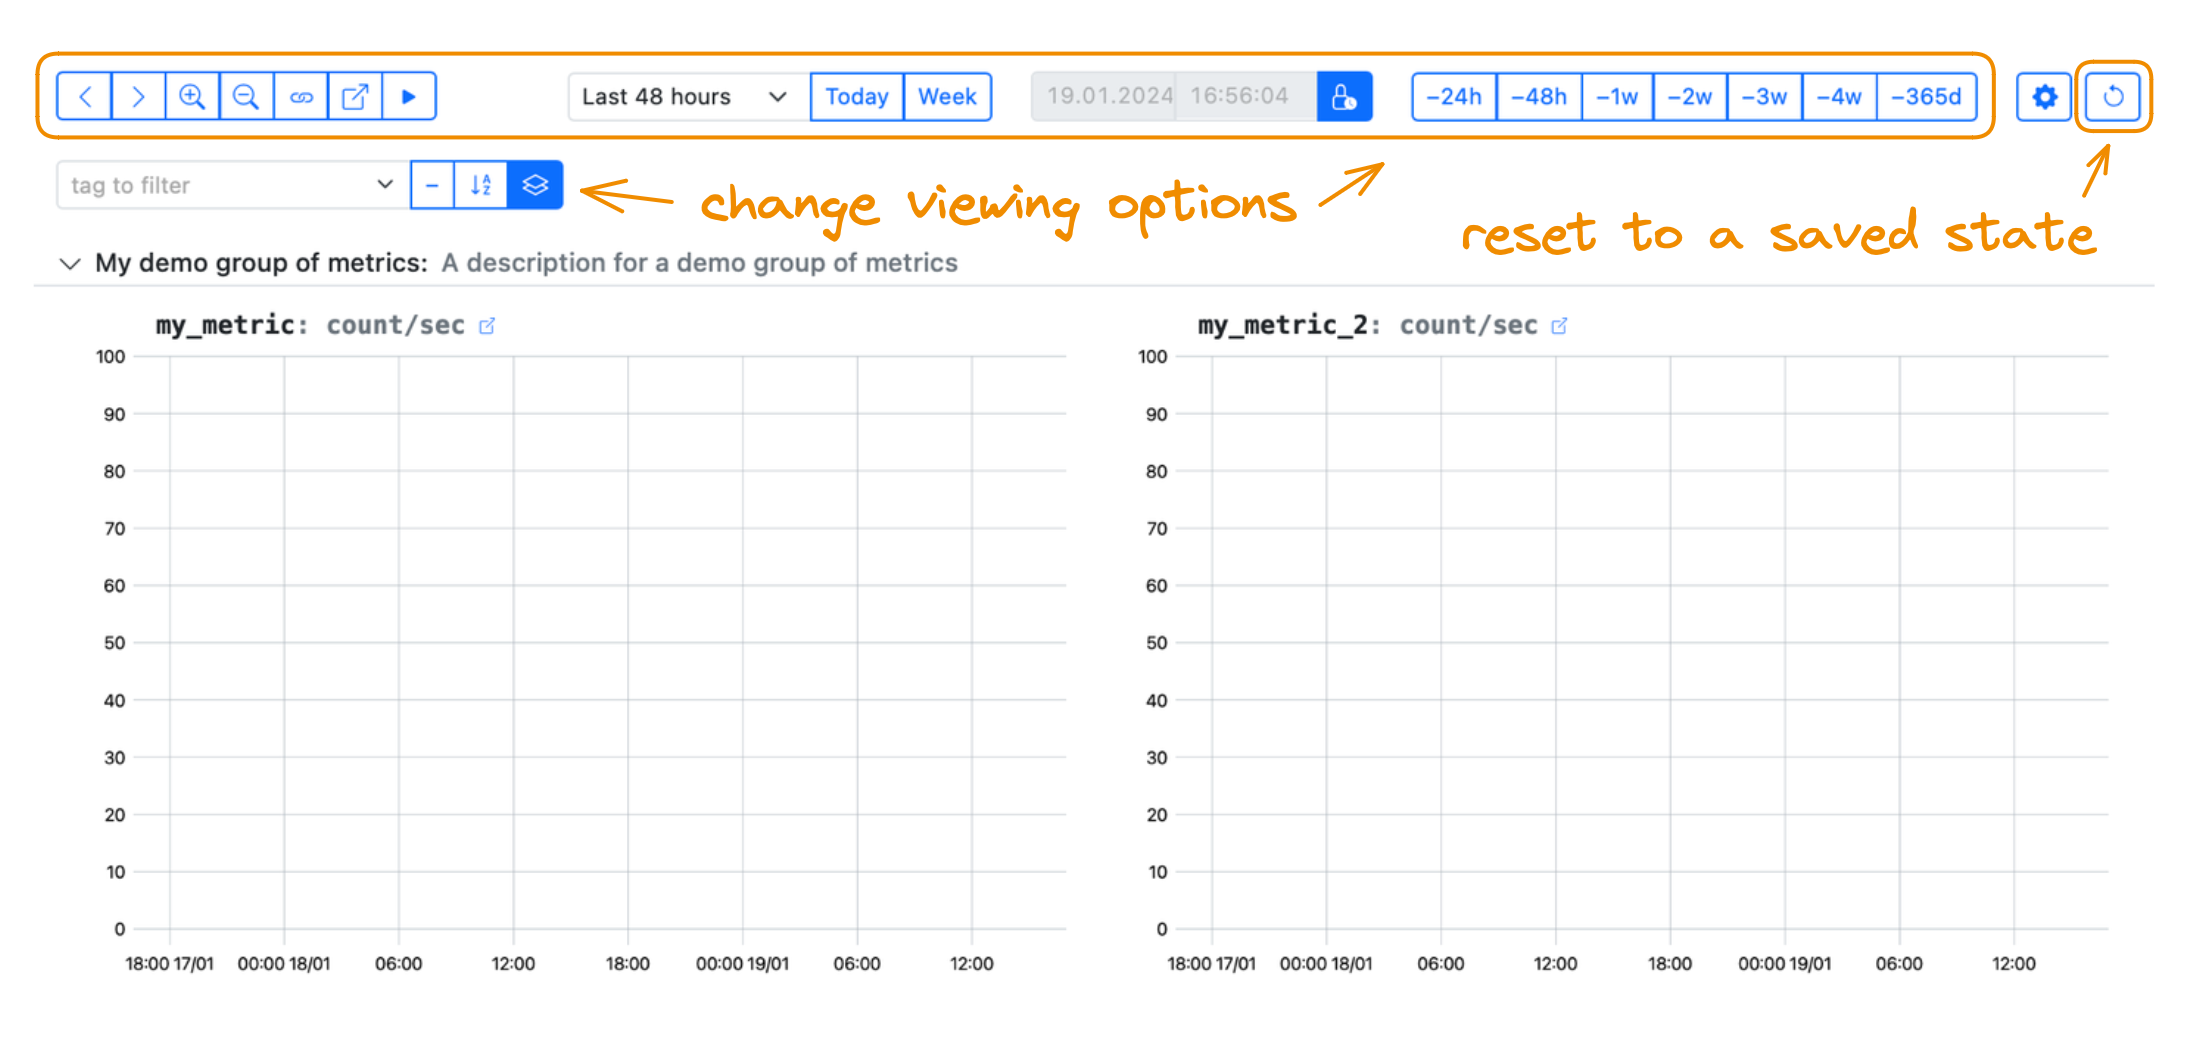 Last 48 hours Today Week 19.01.2024 16:56:04 –24h –48h –1w –2w –3w –4w –365d
tag to filter
change viewing options
reset to a saved state
My demo group of metrics: A description for a demo group of metrics
my_metric: count/sec
100
90
80
70
60
50
40
30
20
10
0
18:00 17/01 00:00 18/01 06:00 12:00 18:00 00:00 19/01 06:00 12:00
my_metric_2: count/sec
100
90
80
70
60
50
40
30
20
10
0
18:00 17/01 00:00 18/01 06:00 12:00 18:00 00:00 19/01 06:00 12:00